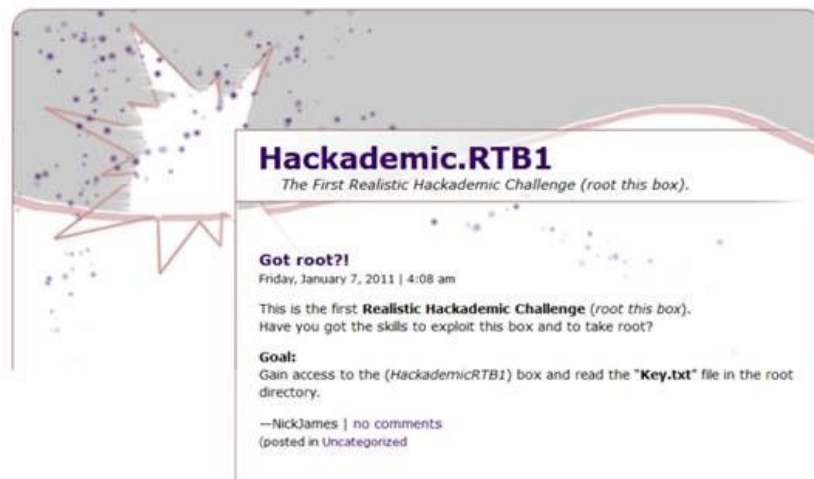 Hackademic.RTB1
The First Realistic Hackademic Challenge (root this box).
Got root?!
Friday, January 7, 2011 | 4:08 am
This is the first Realistic Hackademic Challenge (root this box).
Have you got the skills to exploit this box and to take root?
Goal:
Gain access to the (HackademicRTB1) box and read the "Key.txt" file in the root
directory.
—NickJames | no comments
(posted in Uncategorized